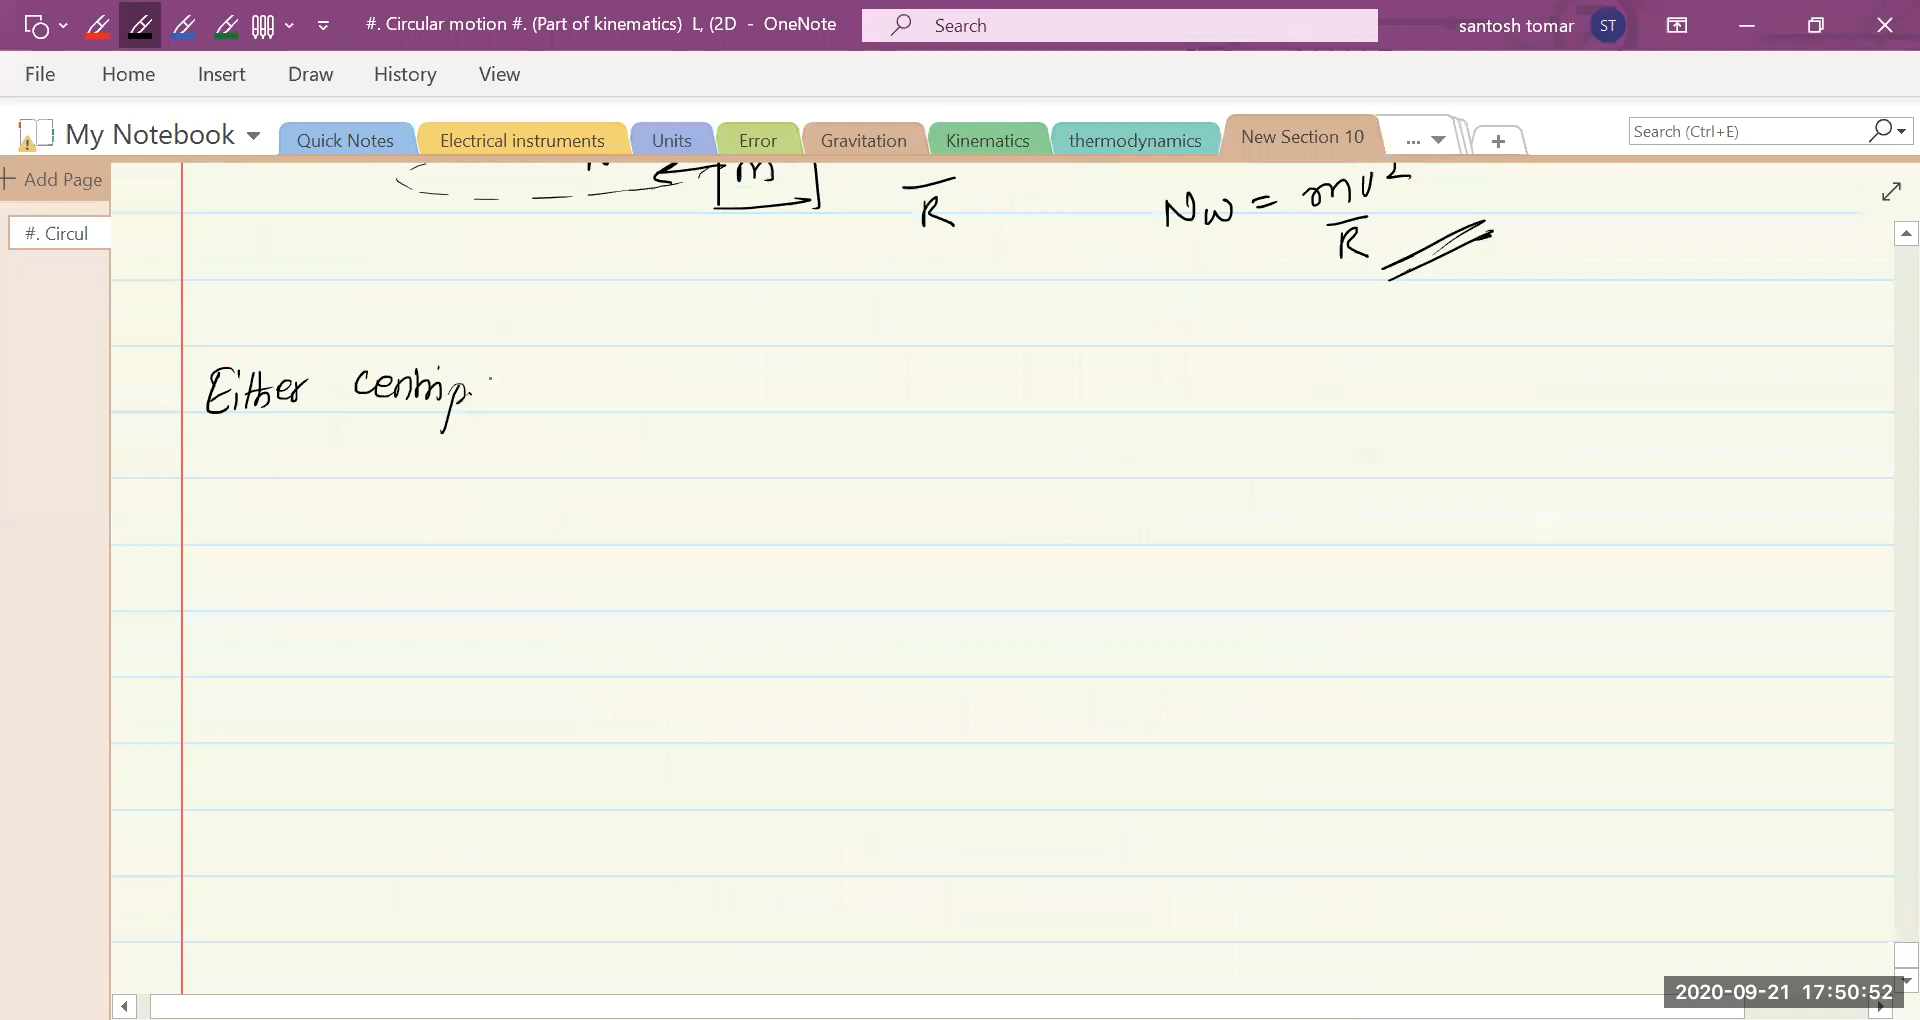 #. Circular motion #. (Part of kinematics) L, (2D - OneNote
Search
santosh tomar
ST
File Home Insert Draw History View
My Notebook
Quick Notes
Electrical instruments
Units
Error
Gravitation
Kinematics
thermodynamics
New Section 10
...
Search (Ctrl+E)
+ Add Page
#. Circul
m
R
Nw = mv²
R
Either centrip
2020-09-21 17:50:52